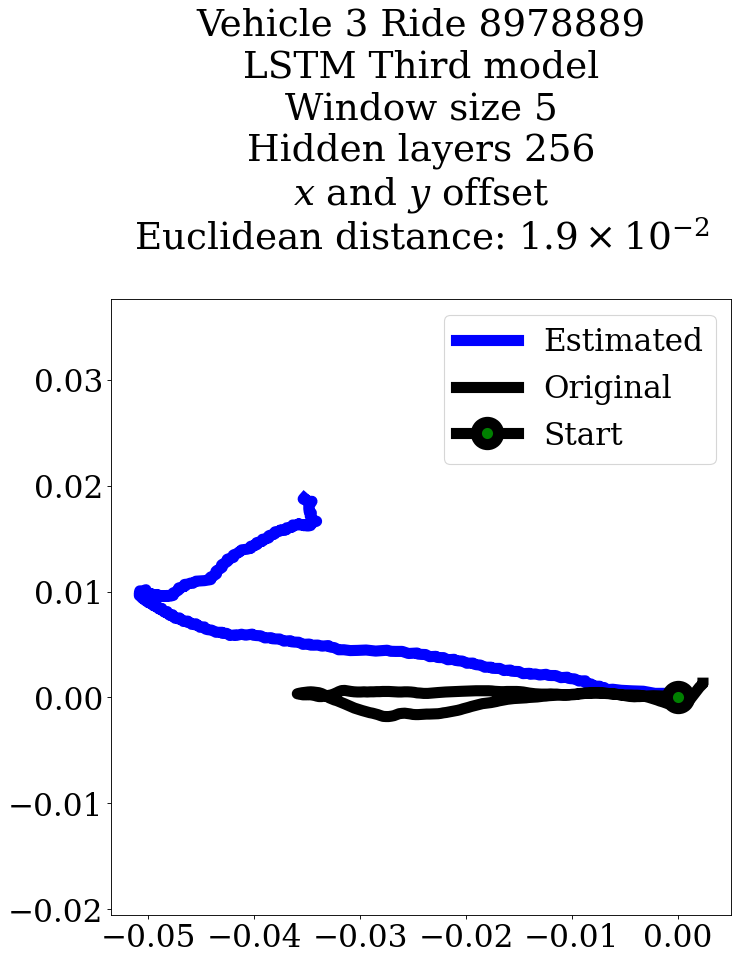 Vehicle 3 Ride 8978889
LSTM Third model
Window size 5
Hidden layers 256
x and y offset
Euclidean distance: 1.9 × 10⁻²
Estimated
Original
Start
0.03
0.02
0.01
0.00
−0.01
−0.02
−0.05 −0.04 −0.03 −0.02 −0.01 0.00